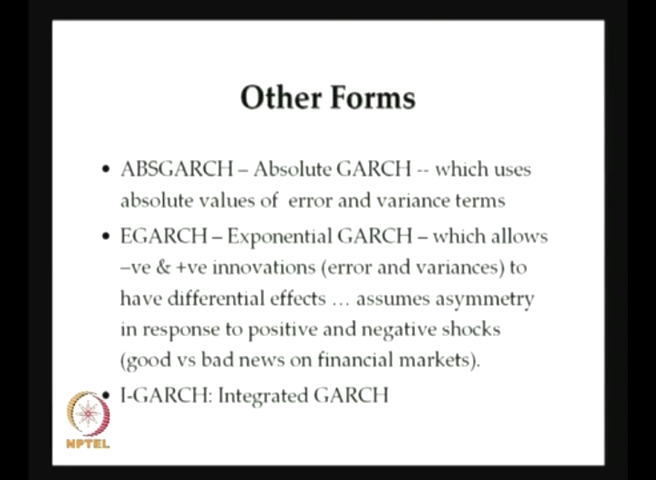 Other Forms
• ABSGARCH – Absolute GARCH -- which uses
absolute values of error and variance terms
• EGARCH – Exponential GARCH – which allows
–ve & +ve innovations (error and variances) to
have differential effects … assumes asymmetry
in response to positive and negative shocks
(good vs bad news on financial markets).
• I-GARCH: Integrated GARCH
NPTEL